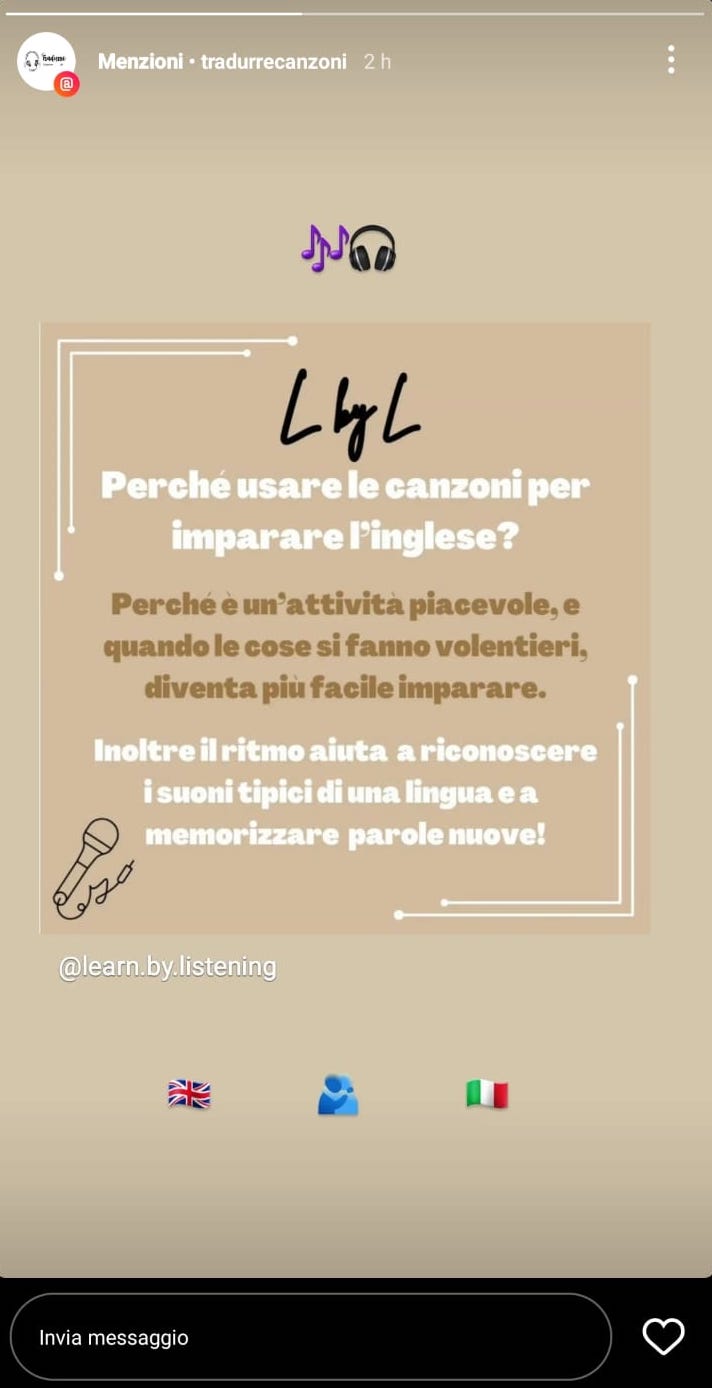 Menzioni • tradurrecanzoni 2 h
L by L
Perché usare le canzoni per
imparare l'inglese?
Perché è un'attività piacevole, e
quando le cose si fanno volentieri,
diventa più facile imparare.
Inoltre il ritmo aiuta a riconoscere
i suoni tipici di una lingua e a
memorizzare parole nuove!
@learn.by.listening
Invia messaggio